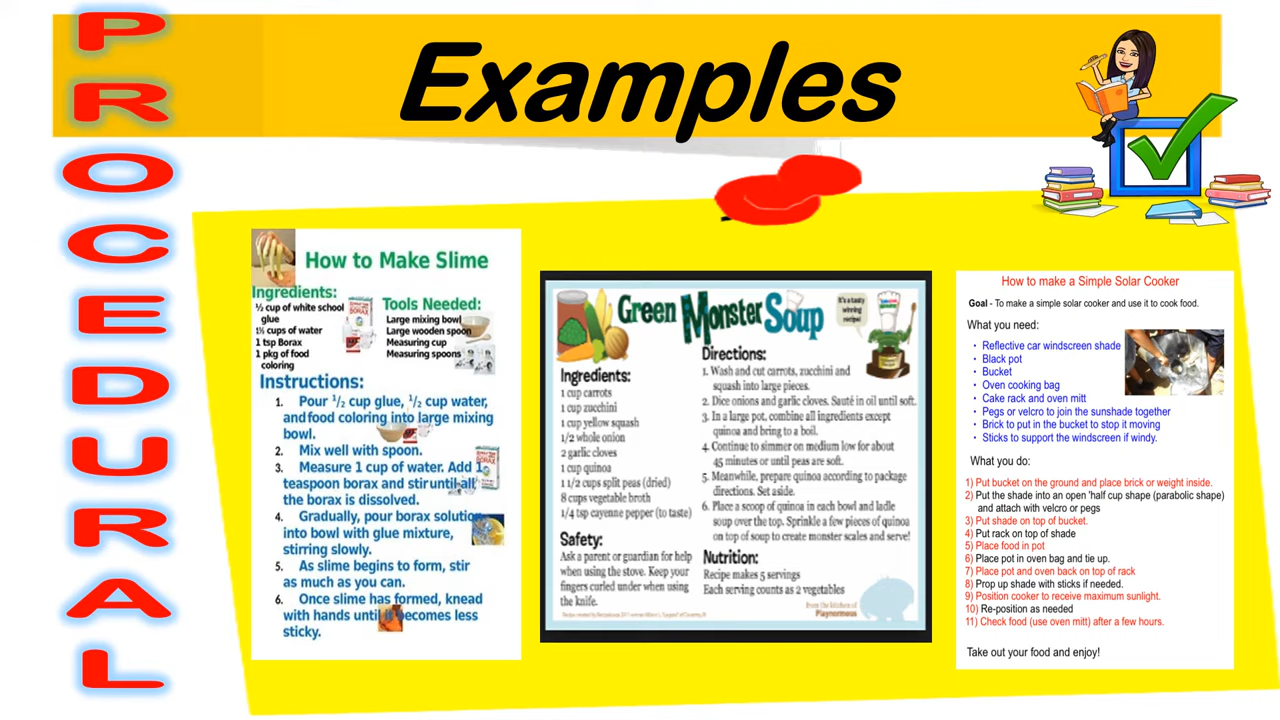 PROCEDURAL
Examples
How to Make Slime
Ingredients:
½ cup of white school
glue
1½ cups of water
1 tsp Borax
1 pkg of food
coloring
Tools Needed:
Large mixing bowl
Large wooden spoon
Measuring cup
Measuring spoons
Instructions:
1. Pour ½ cup glue, ½ cup water,
and food coloring into large mixing
bowl.
2. Mix well with spoon.
3. Measure 1 cup of water. Add 1
teaspoon borax and stir until all
the borax is dissolved.
4. Gradually, pour borax solution
into bowl with glue mixture,
stirring slowly.
5. As slime begins to form, stir
as much as you can.
6. Once slime has formed, knead
with hands until it becomes less
sticky.
BORAX
Green Monster Soup
It's a tasty
winning
recipe!
Ingredients:
1 cup carrots
1 cup zucchini
1 cup yellow squash
1/2 whole onion
2 garlic cloves
1 cup quinoa
1 1/2 cups split peas (dried)
8 cups vegetable broth
1/4 tsp cayenne pepper (to taste)
Safety:
Ask a parent or guardian for help
when using the stove. Keep your
fingers curled under when using
the knife.
Directions:
1. Wash and cut carrots, zucchini and
squash into large pieces.
2. Dice onions and garlic cloves. Sauté in oil until soft.
3. In a large pot, combine all ingredients except
quinoa and bring to a boil.
4. Continue to simmer on medium low for about
45 minutes or until peas are soft.
5. Meanwhile, prepare quinoa according to package
directions. Set aside.
6. Place a scoop of quinoa in each bowl and ladle
soup over the top. Sprinkle a few pieces of quinoa
on top of soup to create monster scales and serve!
Nutrition:
Recipe makes 5 servings
Each serving counts as 2 vegetables
from the kitchen of
Playnormous
How to make a Simple Solar Cooker
Goal - To make a simple solar cooker and use it to cook food.
What you need:
• Reflective car windscreen shade
• Black pot
• Bucket
• Oven cooking bag
• Cake rack and oven mitt
• Pegs or velcro to join the sunshade together
• Brick to put in the bucket to stop it moving
• Sticks to support the windscreen if windy.
What you do:
1) Put bucket on the ground and place brick or weight inside.
2) Put the shade into an open 'half cup shape (parabolic shape)
and attach with velcro or pegs
3) Put shade on top of bucket.
4) Put rack on top of shade
5) Place food in pot
6) Place pot in oven bag and tie up.
7) Place pot and oven back on top of rack
8) Prop up shade with sticks if needed.
9) Position cooker to receive maximum sunlight.
10) Re-position as needed
11) Check food (use oven mitt) after a few hours.
Take out your food and enjoy!